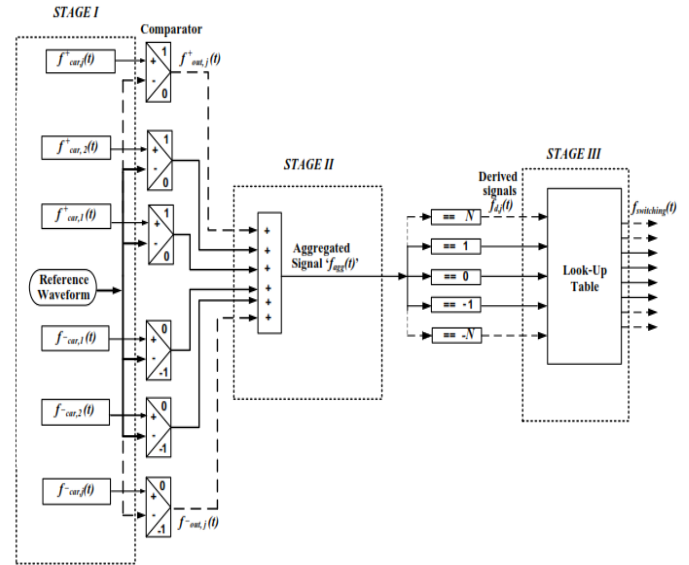 STAGE I
Comparator
f⁺car,j(t)
+
-
1
0
f⁺out, j (t)
f⁺car, 2(t)
+
-
1
0
f⁺car,1(t)
+
-
1
0
Reference
Waveform
f⁻car,1(t)
+
-
0
-1
f⁻car,2(t)
+
-
0
-1
f⁻car,j(t)
+
-
0
-1
f⁻out, j (t)
STAGE II
+
+
+
+
+
+
Aggregated
Signal ‘fagg(t)’
Derived
signals
fd,j(t)
== N
== 1
== 0
== -1
== -N
STAGE III
Look-Up
Table
fswitching(t)